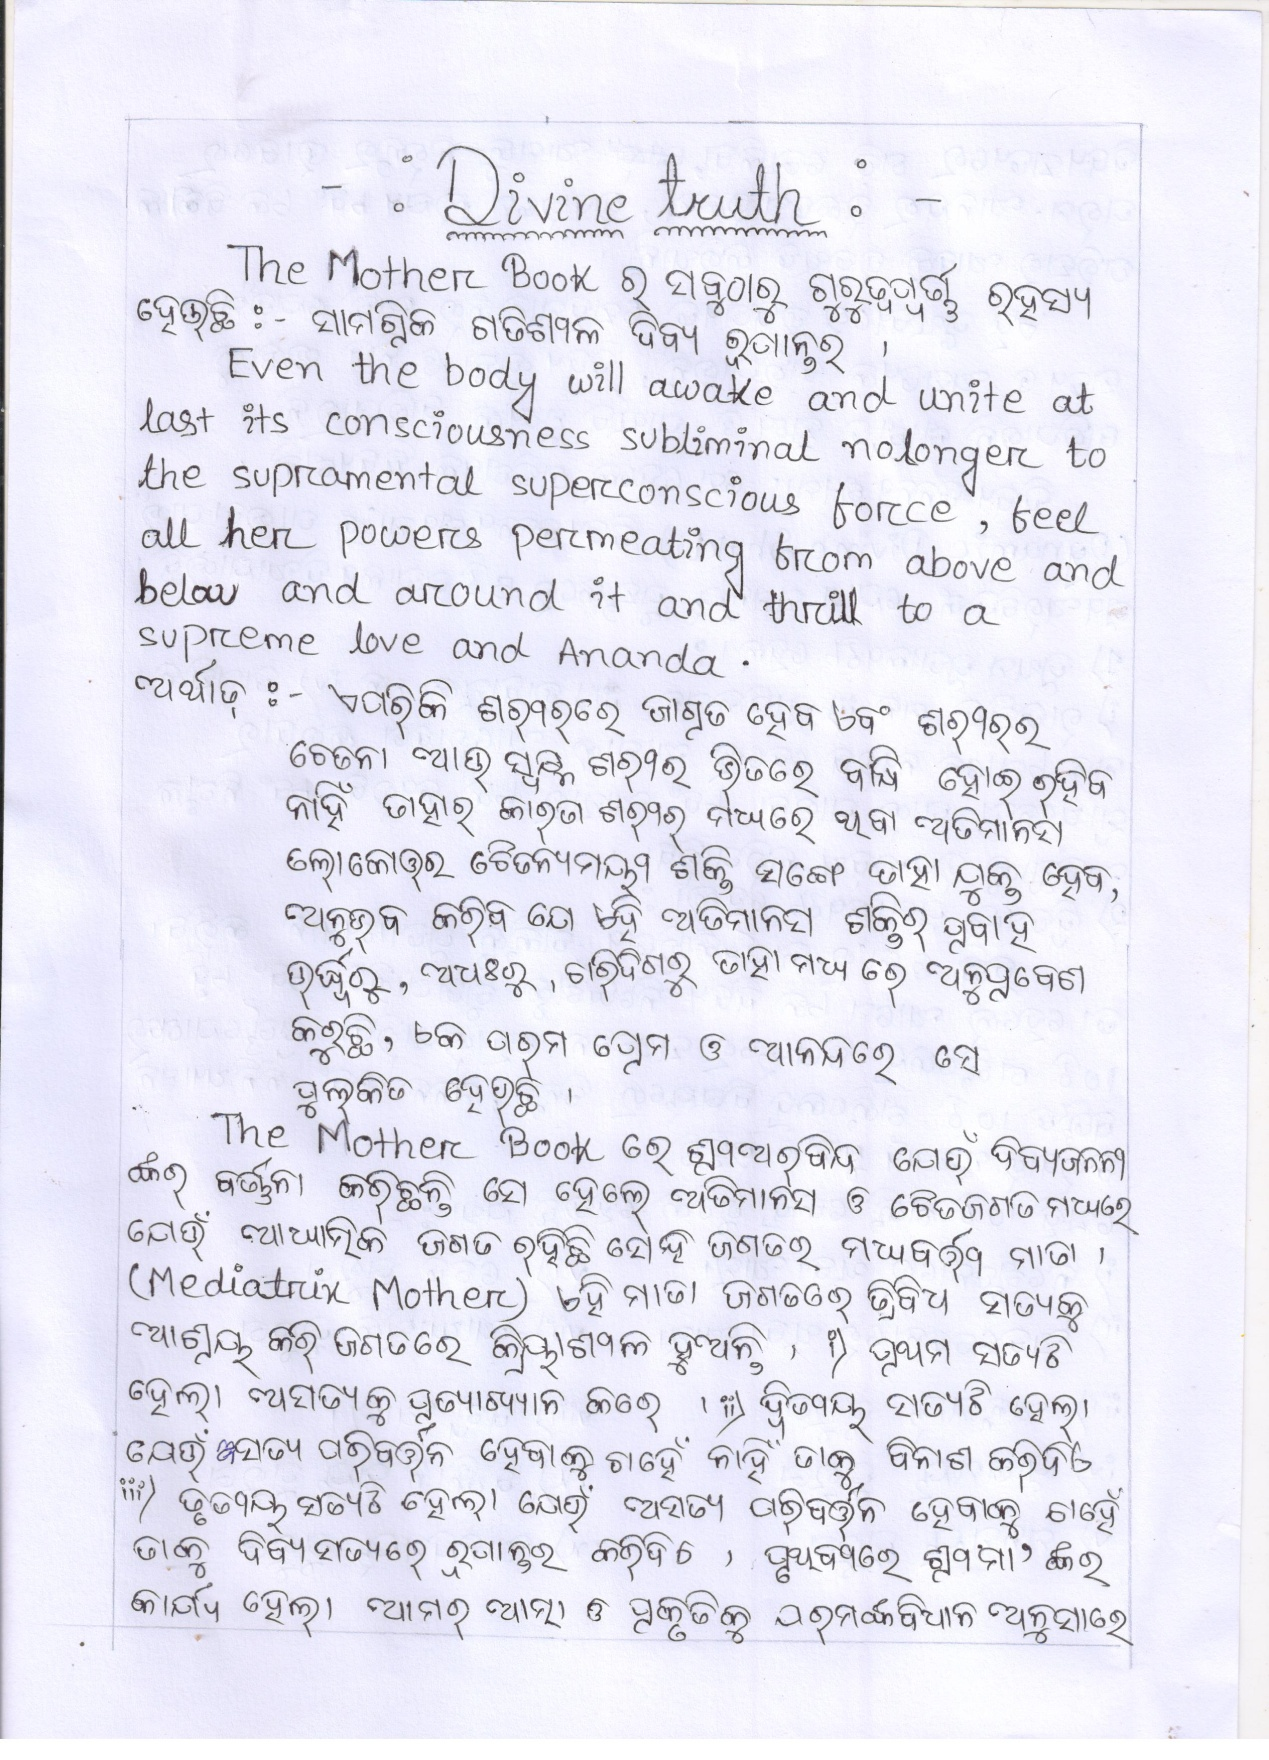 -: Divine truth :-
The Mother Book ର ସବୁଠାରୁ ଗୁରୁତ୍ୱପୂର୍ଣ୍ଣ ରହସ୍ୟ
ହେଉଛି :- ସାମଗ୍ରିକ ଗତିଶୀଳ ଦିବ୍ୟ ରୂପାନ୍ତର ।
Even the body will awake and unite at
last its consciousness subliminal nolonger to
the supramental superconscious force, feel
all her powers permeating from above and
below and around it and thrill to a
supreme love and Ananda.
ଅର୍ଥାତ୍ :- ଏପରିକି ଶରୀରରେ ଜାଗ୍ରତ ହେବ ଏବଂ ଶରୀରର
ଚେତନା ଆଉ ସୂକ୍ଷ୍ମ ଶରୀର ଭିତରେ ବନ୍ଦି ହୋଇ ରହିବ
ନାହିଁ ତାହାର ଶରୀର ମଧ୍ୟରେ ଥିବା ଅତିମାନସ
ଲୋକୋତ୍ତର ଚୈତନ୍ୟମୟୀ ଶକ୍ତି ସଙ୍ଗେ ତାହା ଯୁକ୍ତ ହେବ,
ଅନୁଭବ କରିବ ଯେ ଏହି ଅତିମାନସ ଶକ୍ତିର ପ୍ରବାହ
ଉର୍ଦ୍ଧ୍ୱରୁ, ଅଧଃରୁ, ଚାରିଦିଗରୁ ତାହା ମଧ୍ୟ ରେ ଅନୁପ୍ରବେଶ
କରୁଛି, ଏକ ପରମ ପ୍ରେମ ଓ ଆନନ୍ଦରେ ସେ
ପୁଲକିତ ହେଉଛି ।
The Mother Book ରେ ଶ୍ରୀଅରବିନ୍ଦ ଯେଉଁ ଦିବ୍ୟଜନନୀ
ଙ୍କର ବର୍ଣ୍ଣନା କରିଛନ୍ତି ସେ ହେଲେ ଅତିମାନସ ଓ ଚୈତଜଗତ ମଧ୍ୟରେ
ଯେଉଁ ଆଧ୍ୟାତ୍ମିକ ଜଗତ ରହିଛି ସେହି ଜଗତର ମଧ୍ୟବର୍ତ୍ତୀ ମାତା ।
(Mediatrix Mother) ଏହି ମାତା ଜଗତରେ ତ୍ରିବିଧ ସତ୍ୟକୁ
ଆଶ୍ରୟ କରି ଜଗତରେ କ୍ରିୟାଶୀଳ ହୁଅନ୍ତି । i) ପ୍ରଥମ ସତ୍ୟଟି
ହେଲା ଅସତ୍ୟକୁ ପ୍ରତ୍ୟାଖ୍ୟାନ କରେ । ii) ଦ୍ୱିତୀୟ ସତ୍ୟଟି ହେଲା
ଯେଉଁ ଅସତ୍ୟ ପରିବର୍ତ୍ତନ ହେବାକୁ ଚାହେଁ ନାହିଁ ତାକୁ ବିନାଶ କରିଦିଏ
iii) ତୃତୀୟ ସତ୍ୟଟି ହେଲା ଯେଉଁ ଅସତ୍ୟ ପରିବର୍ତ୍ତନ ହେବାକୁ ଚାହେଁ
ତାକୁ ଦିବ୍ୟସତ୍ୟରେ ରୂପାନ୍ତର କରିଦିଏ । ପୃଥିବୀରେ ଶ୍ରୀମା' ଙ୍କର
କାର୍ଯ୍ୟ ହେଲା ଆମର ଆତ୍ମା ଓ ପ୍ରକୃତିକୁ ଅନୁସାରେ